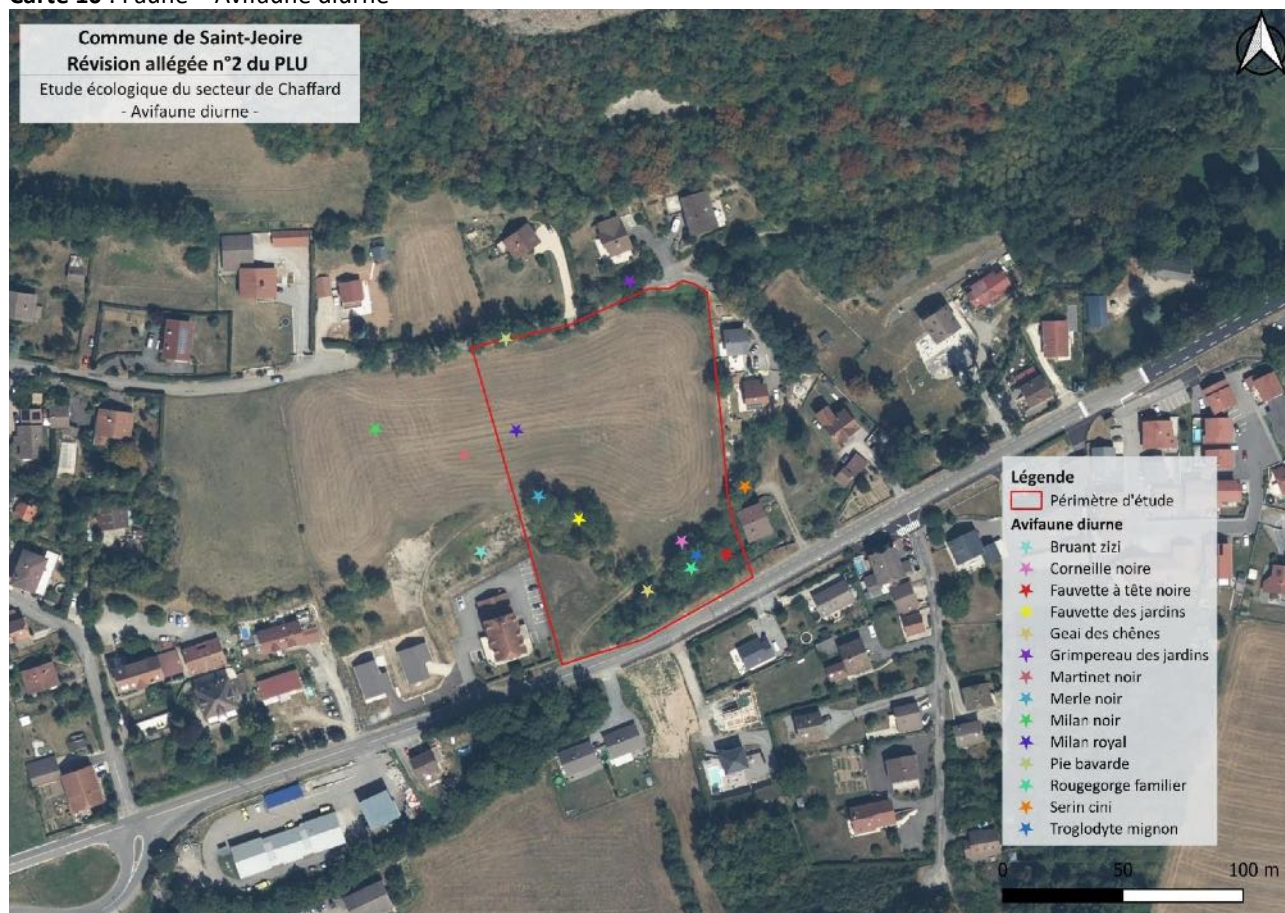 Carte 10 : Faune – Avifaune diurne
Commune de Saint-Jeoire
Révision allégée n°2 du PLU
Etude écologique du secteur de Chaffard
- Avifaune diurne -
Légende
Périmètre d'étude
Avifaune diurne
Bruant zizi
Corneille noire
Fauvette à tête noire
Fauvette des jardins
Geai des chênes
Grimpereau des jardins
Martinet noir
Merle noir
Milan noir
Milan royal
Pie bavarde
Rougegorge familier
Serin cini
Troglodyte mignon
0 50 100 m